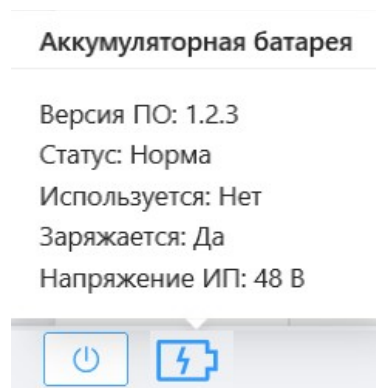 Аккумуляторная батарея
Версия ПО: 1.2.3
Статус: Норма
Используется: Нет
Заряжается: Да
Напряжение ИП: 48 В